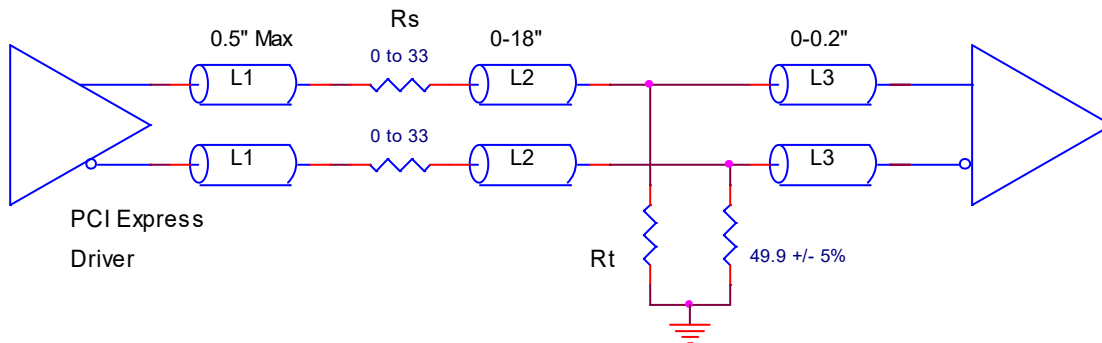 Rs
0.5" Max
0-18"
0-0.2"
0 to 33
L1
L2
L3
0 to 33
L1
L2
L3
PCI Express
Driver
Rt
49.9 +/- 5%